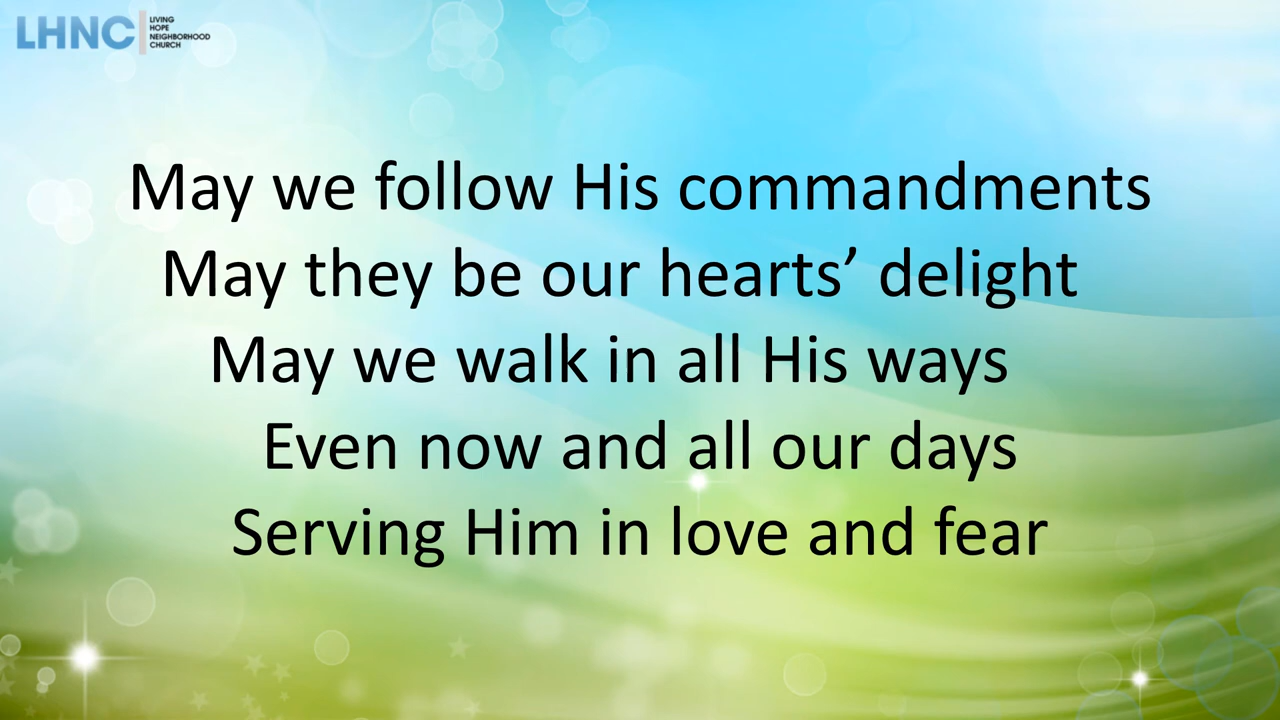 LHNC
LIVING
HOPE
NEIGHBORHOOD
CHURCH
May we follow His commandments
May they be our hearts’ delight
May we walk in all His ways
Even now and all our days
Serving Him in love and fear